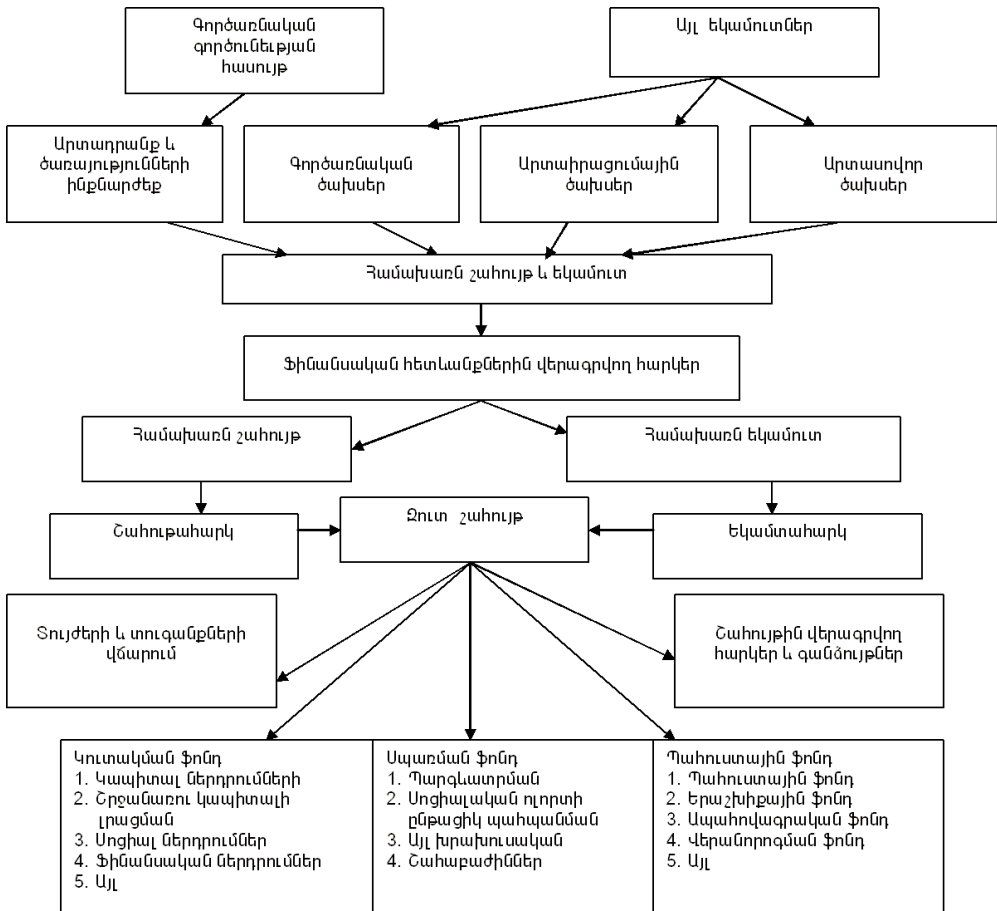 Գործառնական
գործունեության
հասույթ
Այլ եկամուտներ
Արտադրանք և
ծառայությունների
ինքնարժեք
Գործառնական
ծախսեր
Արտաիրացումային
ծախսեր
Արտասովոր
ծախսեր
Համախառն շահույթ և եկամուտ
Ֆինանսական հետևանքներին վերագրվող հարկեր
Համախառն շահույթ
Համախառն եկամուտ
Շահութահարկ
Զուտ շահույթ
Եկամտահարկ
Տույժերի և տուգանքների
վճարում
Շահույթին վերագրվող
հարկեր և գանձույթներ
Կուտակման ֆոնդ
1. Կապիտալ ներդրումների
2. Շրջանառու կապիտալի
լրացման
3. Սոցիալ ներդրումներ
4. Ֆինանսական ներդրումներ
5. Այլ
Սպառման ֆոնդ
1. Պարգևատրման
2. Սոցիալական ոլորտի
ընթացիկ պահպանման
3. Այլ խրախուսական
4. Շահաբաժիններ
Պահուստային ֆոնդ
1. Պահուստային ֆոնդ
2. Երաշխիքային ֆոնդ
3. Ապահովագրական ֆոնդ
4. Վերանորոգման ֆոնդ
5. Այլ